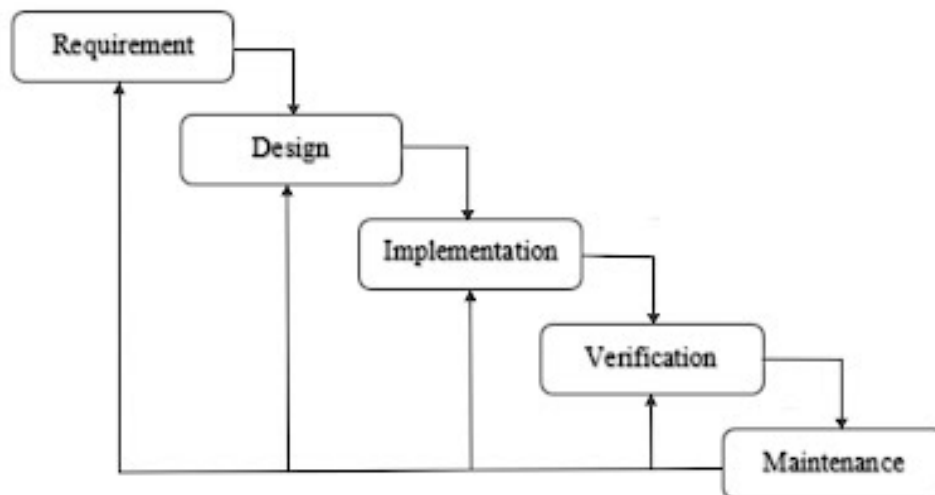 Requirement
Design
Implementation
Verification
Maintenance